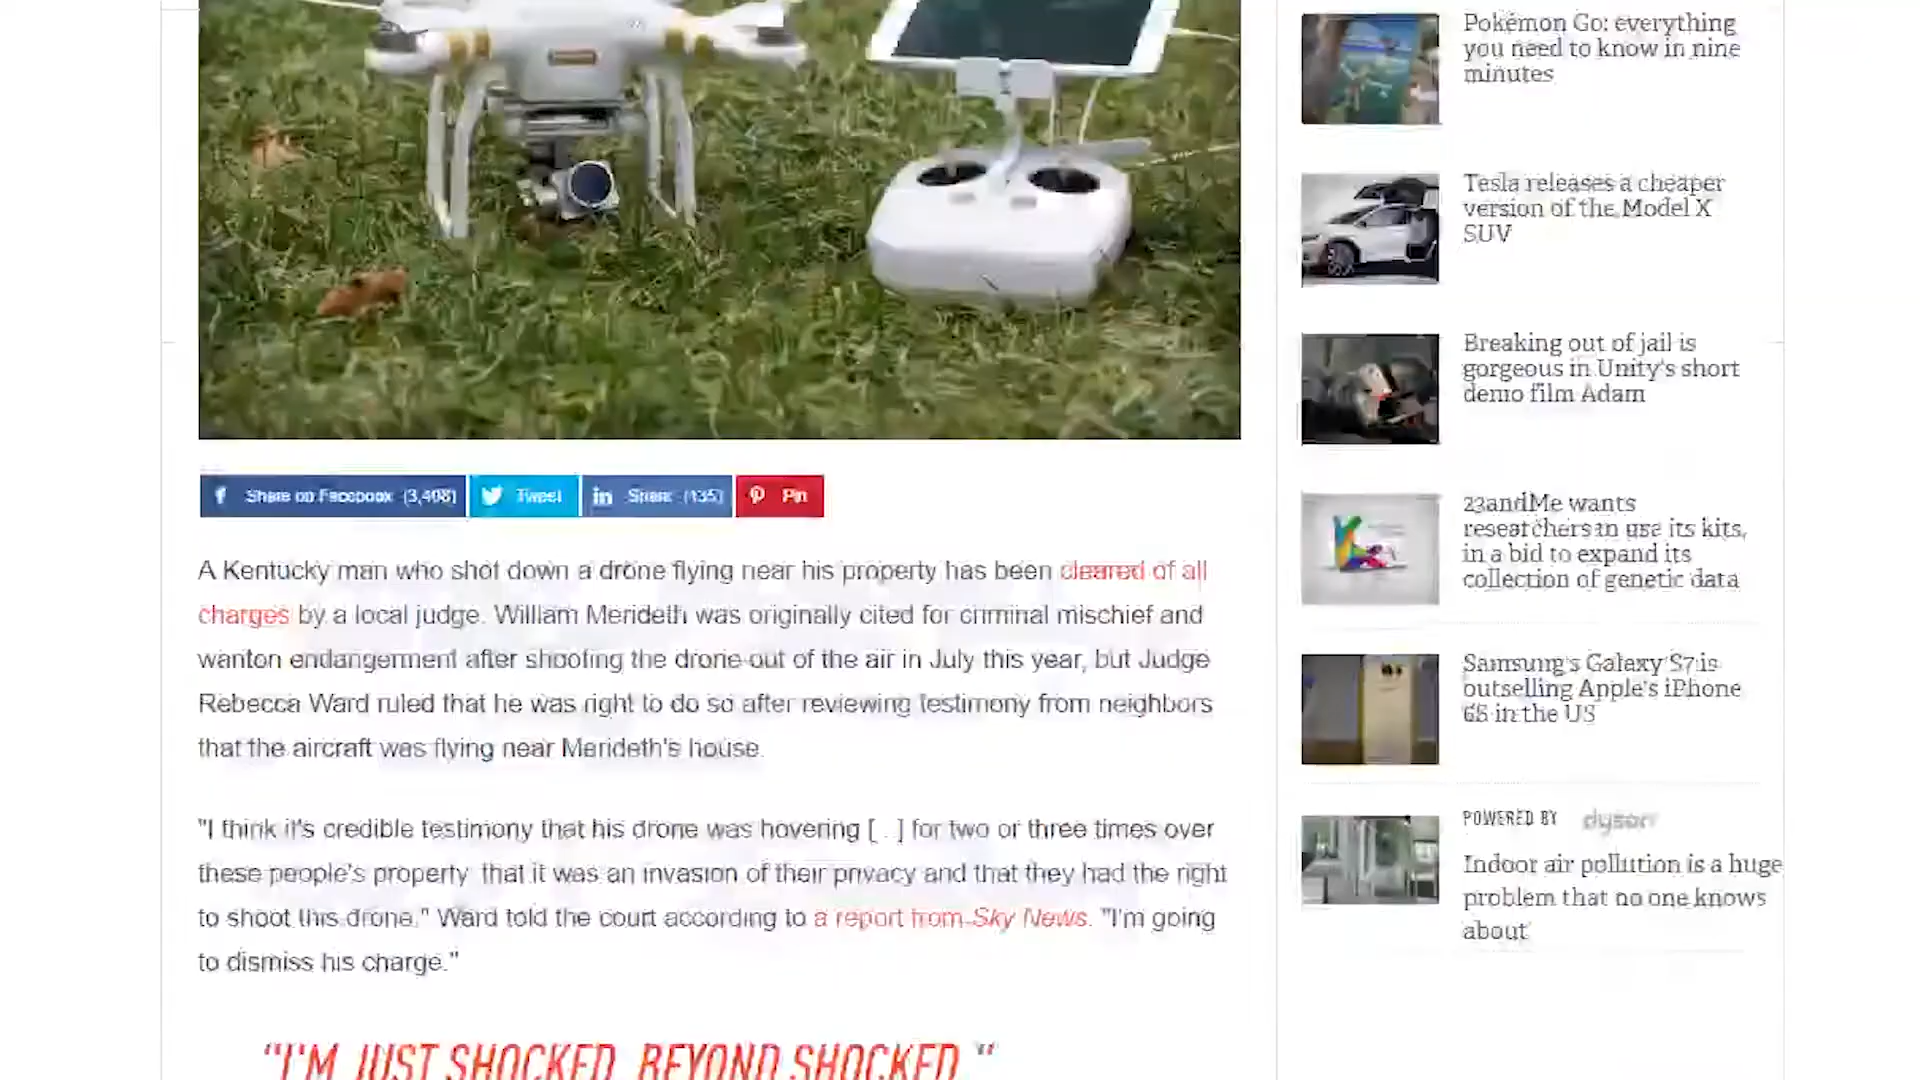 Share on Facebook (3,408) Tweet Share (135) Pin
A Kentucky man who shot down a drone flying near his property has been cleared of all
charges by a local judge. William Merideth was originally cited for criminal mischief and
wanton endangerment after shooting the drone out of the air in July this year, but Judge
Rebecca Ward ruled that he was right to do so after reviewing testimony from neighbors
that the aircraft was flying near Merideth's house.
"I think it's credible testimony that his drone was hovering [...] for two or three times over
these people's property, that it was an invasion of their privacy and that they had the right
to shoot this drone," Ward told the court according to a report from Sky News. "I'm going
to dismiss his charge."
"I'M JUST SHOCKED, BEYOND SHOCKED."
Pokémon Go: everything
you need to know in nine
minutes
Tesla releases a cheaper
version of the Model X
SUV
Breaking out of jail is
gorgeous in Unity's short
demo film Adam
23andMe wants
researchers to use its kits,
in a bid to expand its
collection of genetic data
Samsung's Galaxy S7 is
outselling Apple's iPhone
6S in the US
POWERED BY dyson
Indoor air pollution is a huge
problem that no one knows
about